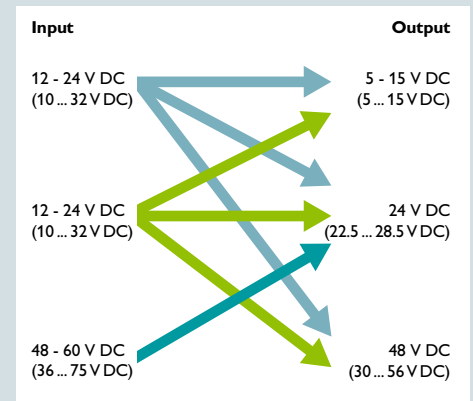 Input Output
12 - 24 V DC 5 - 15 V DC
(10 ... 32 V DC) (5 ... 15 V DC)
12 - 24 V DC 24 V DC
(10 ... 32 V DC) (22.5 ... 28.5 V DC)
48 - 60 V DC 48 V DC
(36 ... 75 V DC) (30 ... 56 V DC)